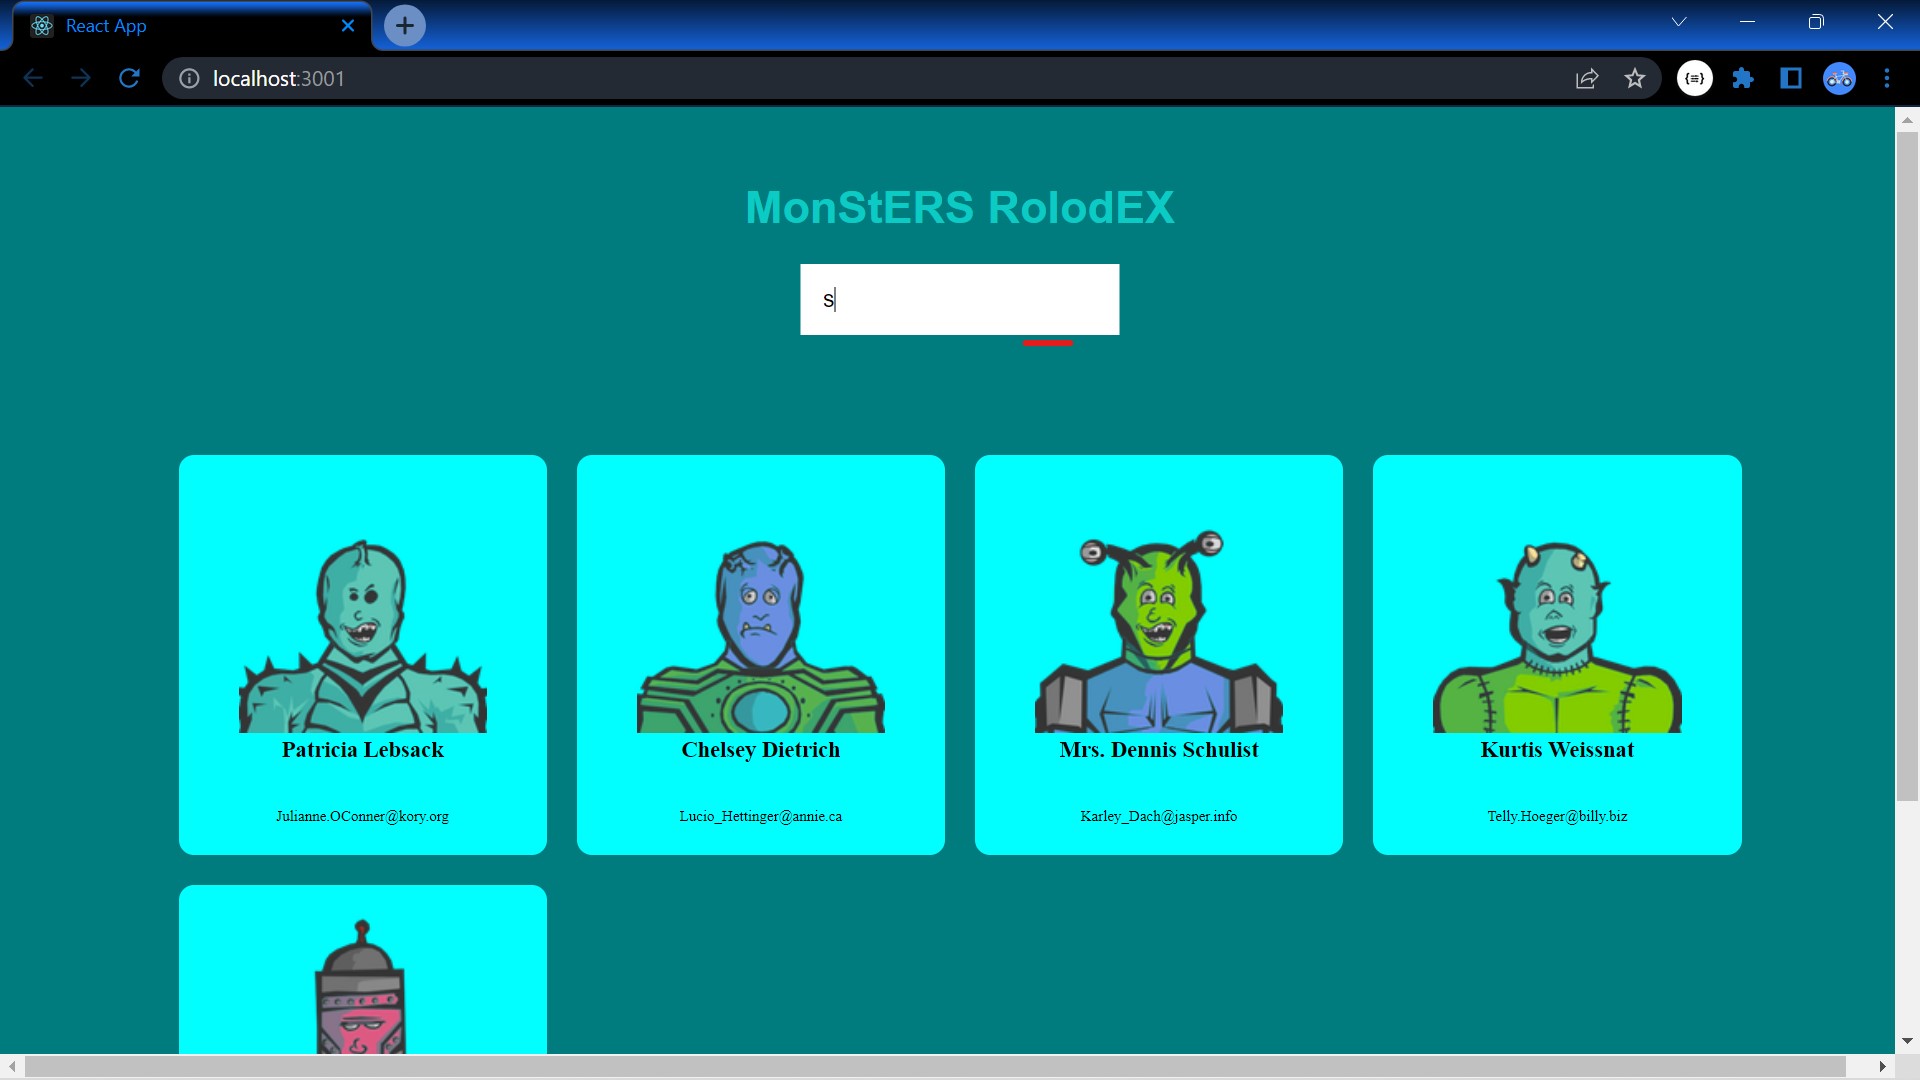 React App
localhost:3001
MonStERS RolodEX
s
Patricia Lebsack
Julianne.OConner@kory.org
Chelsey Dietrich
Lucio_Hettinger@annie.ca
Mrs. Dennis Schulist
Karley_Dach@jasper.info
Kurtis Weissnat
Telly.Hoeger@billy.biz